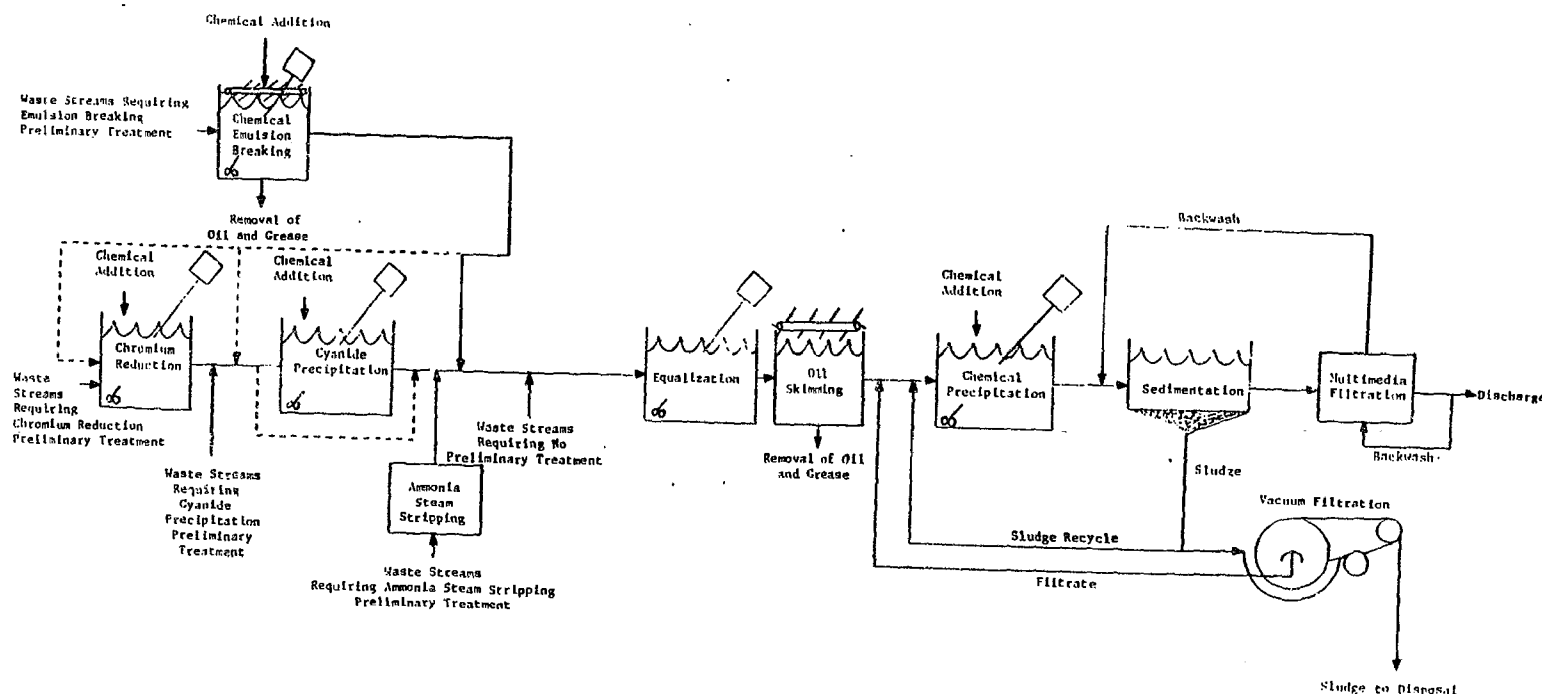 Chemical Addition
Waste Streams Requiring
Emulsion Breaking
Preliminary Treatment
Chemical
Emulsion
Breaking
Removal of
Oil and Grease
Backwash
Chemical
Addition
Chemical
Addition
Chemical
Addition
Chromium
Reduction
Cyanide
Precipitation
Equalization
Oil
Skimming
Chemical
Precipitation
Sedimentation
Multimedia
Filtration
Discharge
Backwash
Waste
Streams
Requiring
Chromium Reduction
Preliminary Treatment
Waste Streams
Requiring No
Preliminary Treatment
Removal of Oil
and Grease
Sludge
Waste Streams
Requiring
Cyanide
Precipitation
Preliminary
Treatment
Ammonia
Steam
Stripping
Vacuum Filtration
Sludge Recycle
Filtrate
Waste Streams
Requiring Ammonia Steam Stripping
Preliminary Treatment
Sludge to Disposal